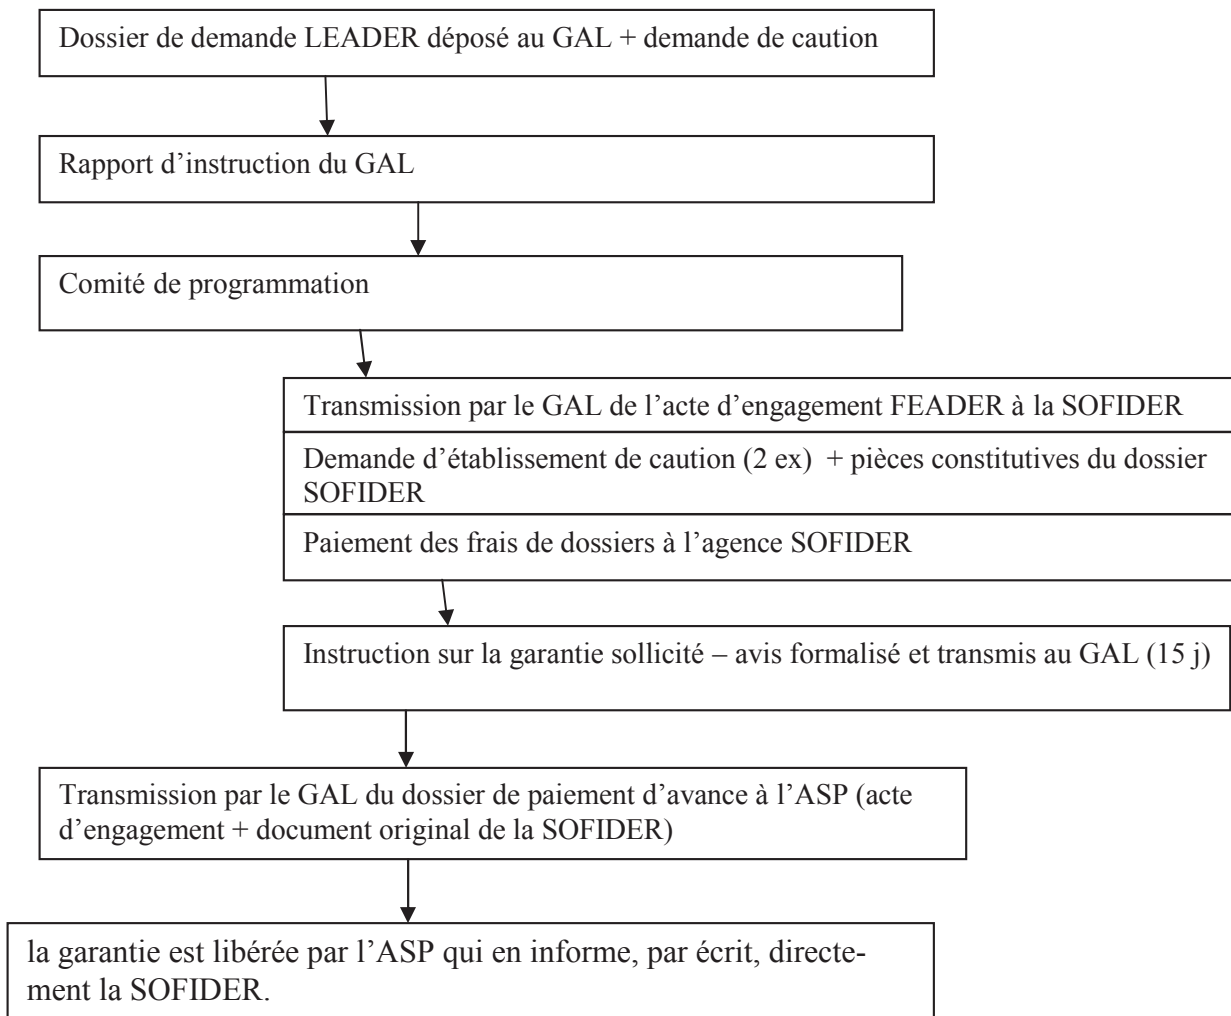 Dossier de demande LEADER déposé au GAL + demande de caution
Rapport d’instruction du GAL
Comité de programmation
Transmission par le GAL de l’acte d’engagement FEADER à la SOFIDER
Demande d’établissement de caution (2 ex)  + pièces constitutives du dossier
SOFIDER
Paiement des frais de dossiers à l’agence SOFIDER
Instruction sur la garantie sollicité – avis formalisé et transmis au GAL (15 j)
Transmission par le GAL du dossier de paiement d’avance à l’ASP (acte
d’engagement + document original de la SOFIDER)
la garantie est libérée par l’ASP qui en informe, par écrit, directe-
ment la SOFIDER.